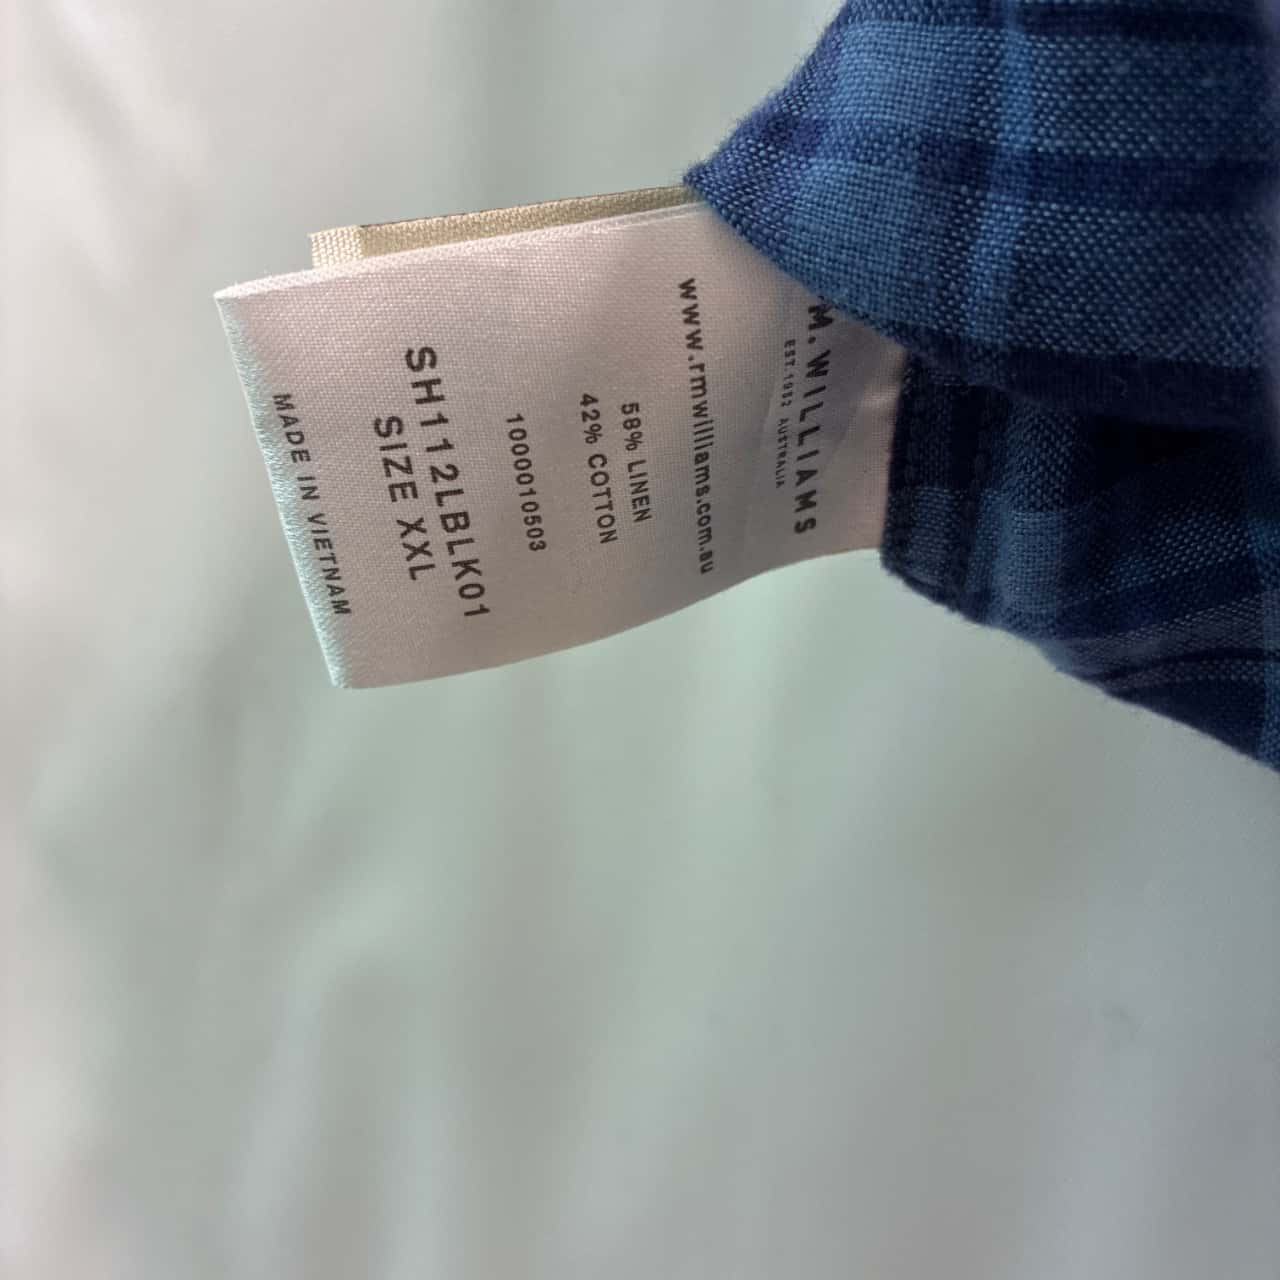 M. WILLIAMS
EST. 1932 AUSTRALIA
www.rmwilliams.com.au
58% LINEN
42% COTTON
1000010503
SH112LBLK01
SIZE XXL
MADE IN VIETNAM